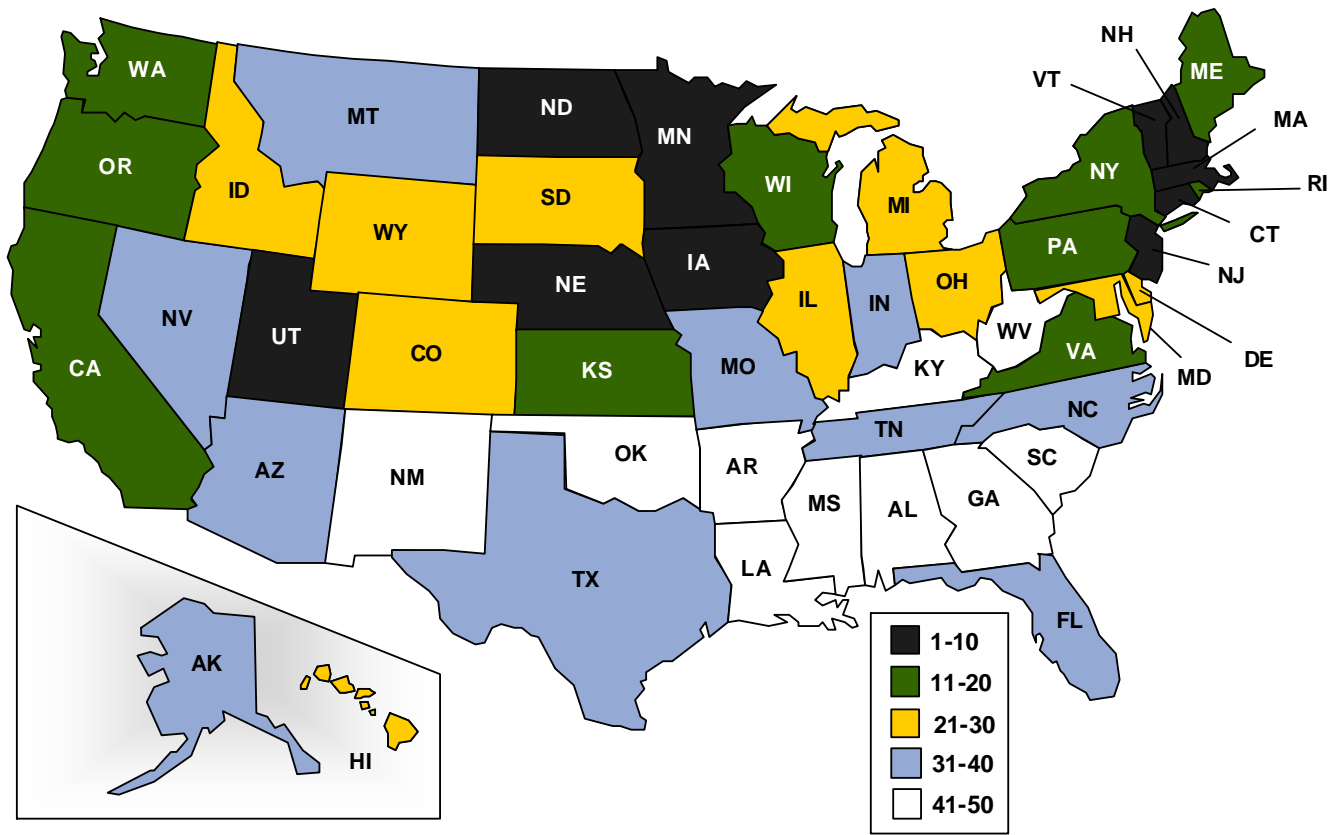 WA
OR
CA
ID
NV
MT
WY
UT
AZ
CO
NM
ND
SD
NE
KS
OK
TX
MN
IA
MO
AR
LA
WI
IL
MI
IN
OH
KY
TN
MS
AL
GA
SC
NC
FL
WV
VA
PA
NY
VT
NH
ME
MA
RI
CT
NJ
DE
MD
AK
HI
1-10
11-20
21-30
31-40
41-50